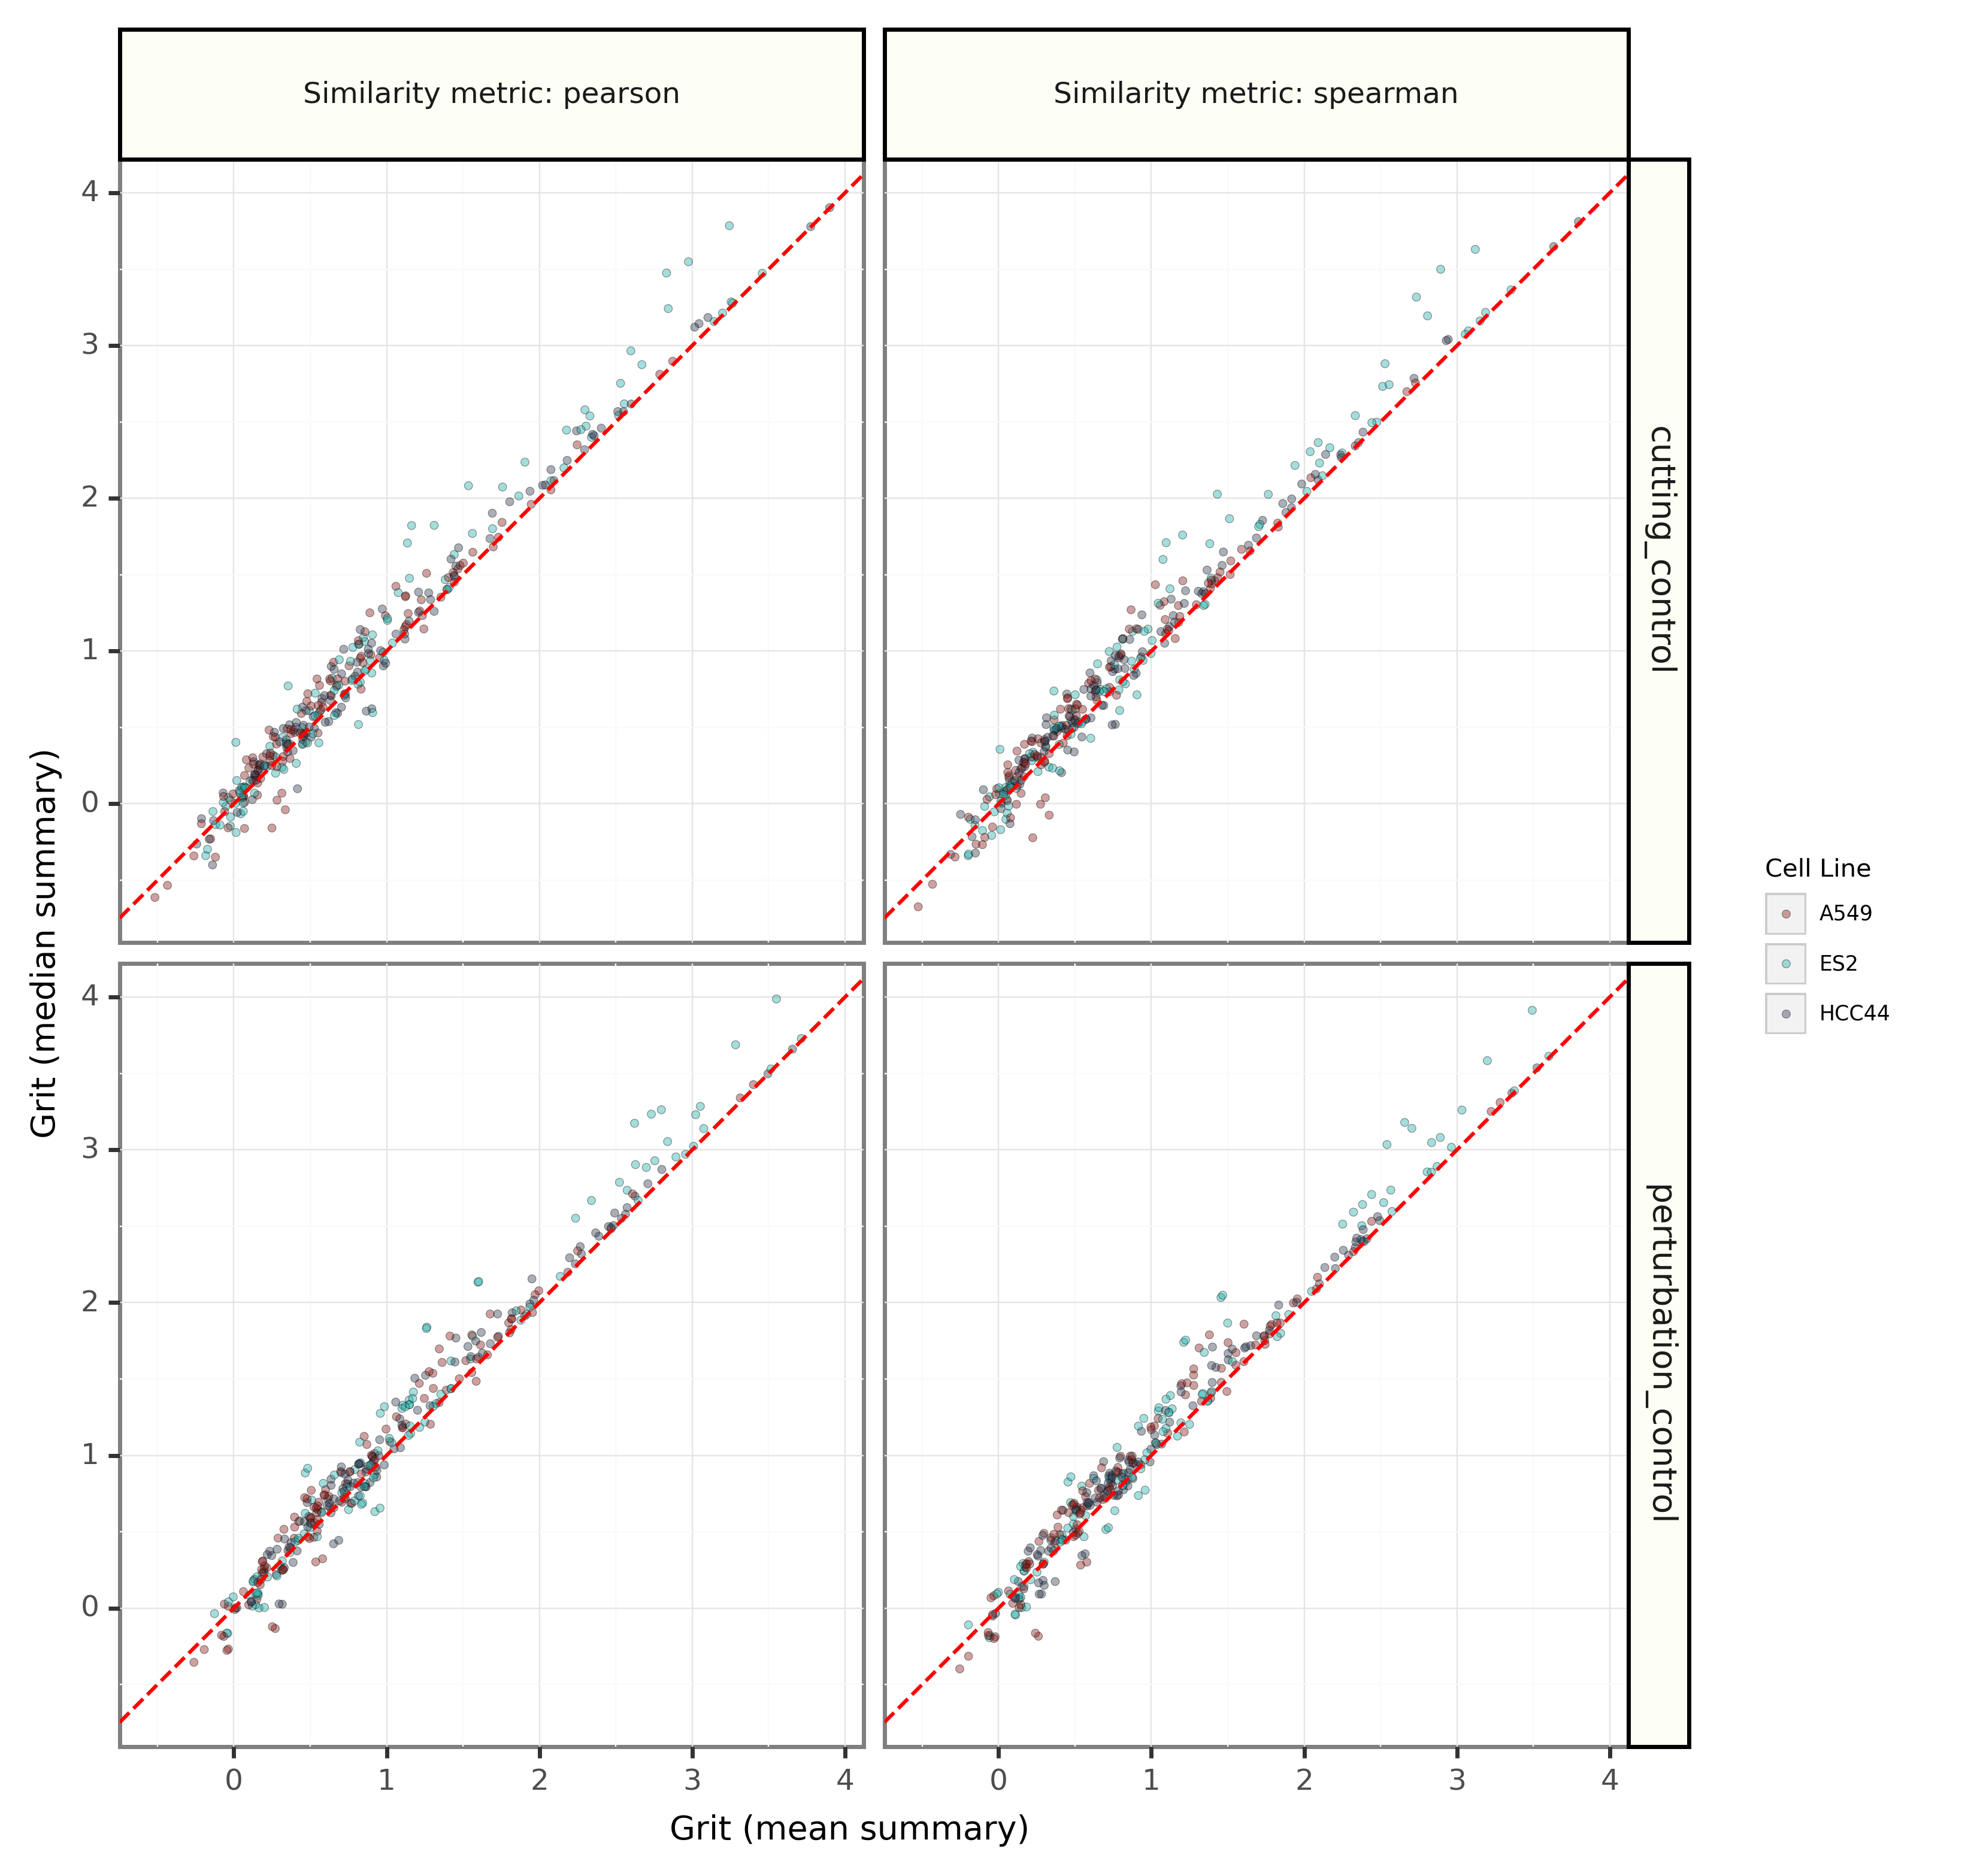 Similarity metric: pearson
Similarity metric: spearman
4
3
2
1
0
cutting_control
4
3
2
1
0
perturbation_control
0 1 2 3 4
0 1 2 3 4
Grit (mean summary)
Grit (median summary)
Cell Line
A549
ES2
HCC44